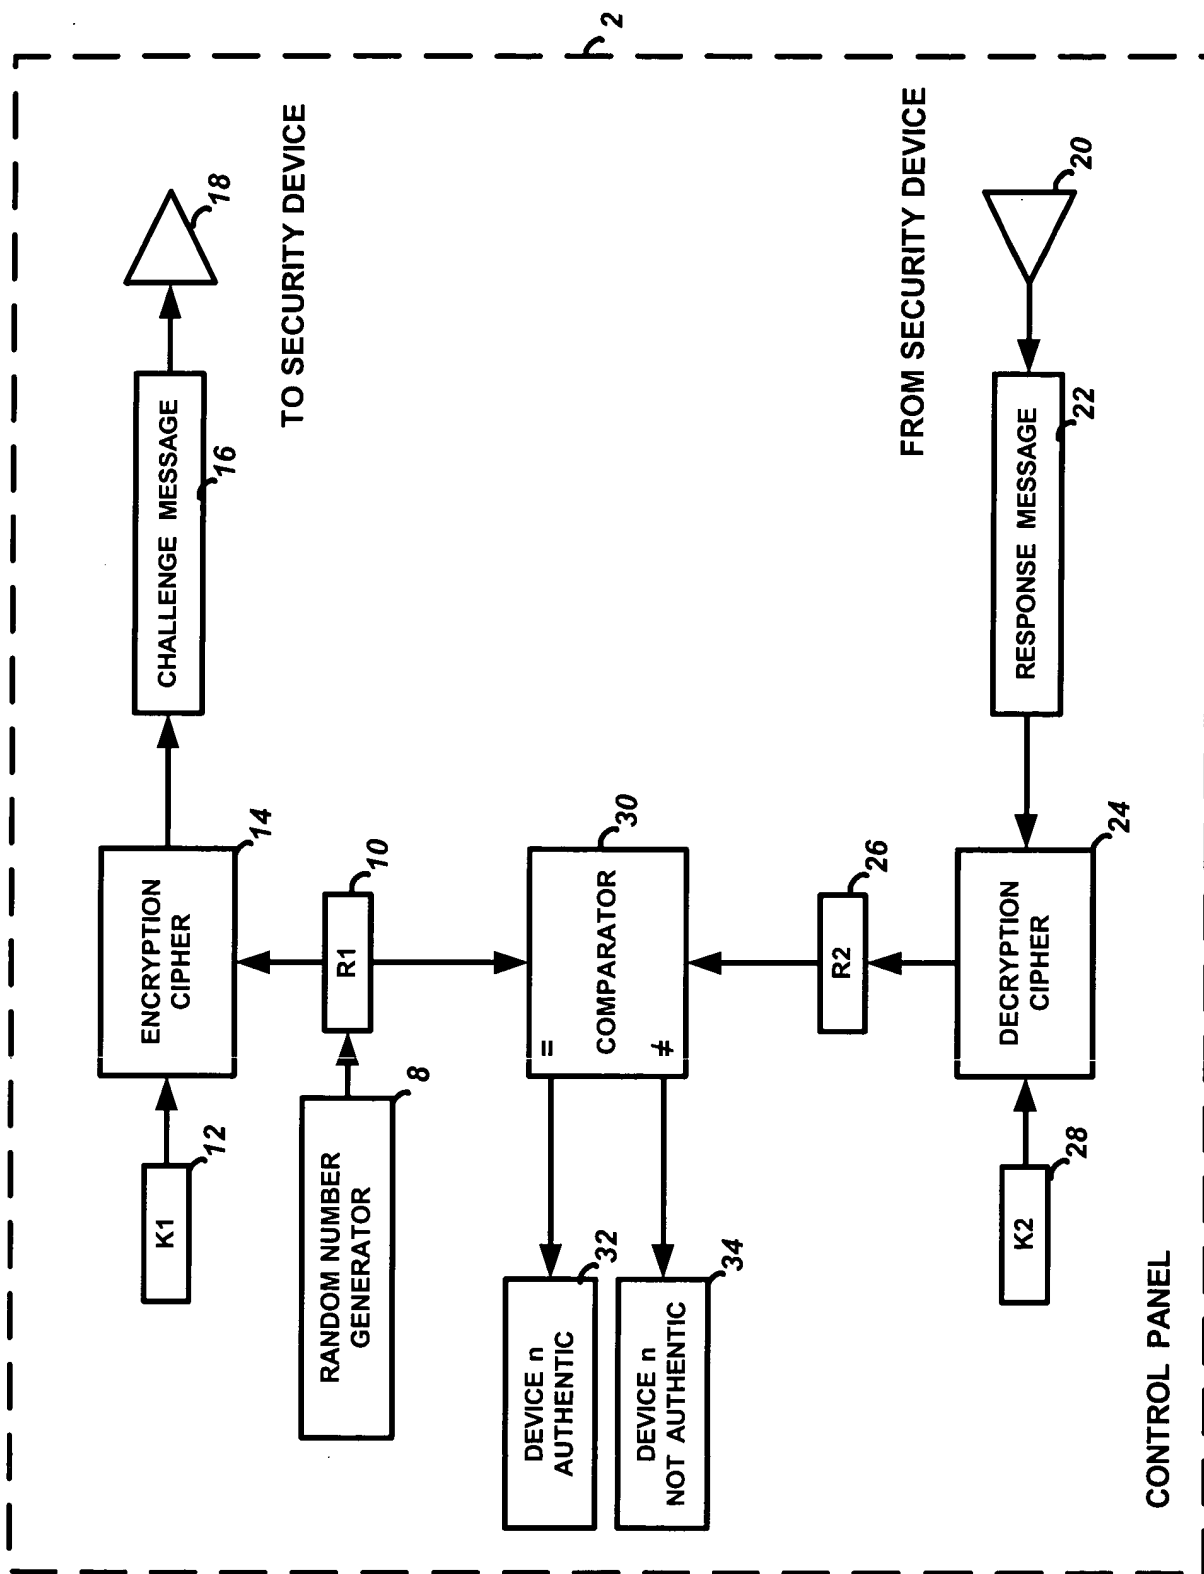 2
K1
12
ENCRYPTION
CIPHER
14
CHALLENGE MESSAGE
16
18
TO SECURITY DEVICE
RANDOM NUMBER
GENERATOR
8
R1
10
DEVICE n
AUTHENTIC
32
DEVICE n
NOT AUTHENTIC
34
=
COMPARATOR
≠
30
R2
26
K2
28
DECRYPTION
CIPHER
24
RESPONSE MESSAGE
22
FROM SECURITY DEVICE
20
CONTROL PANEL